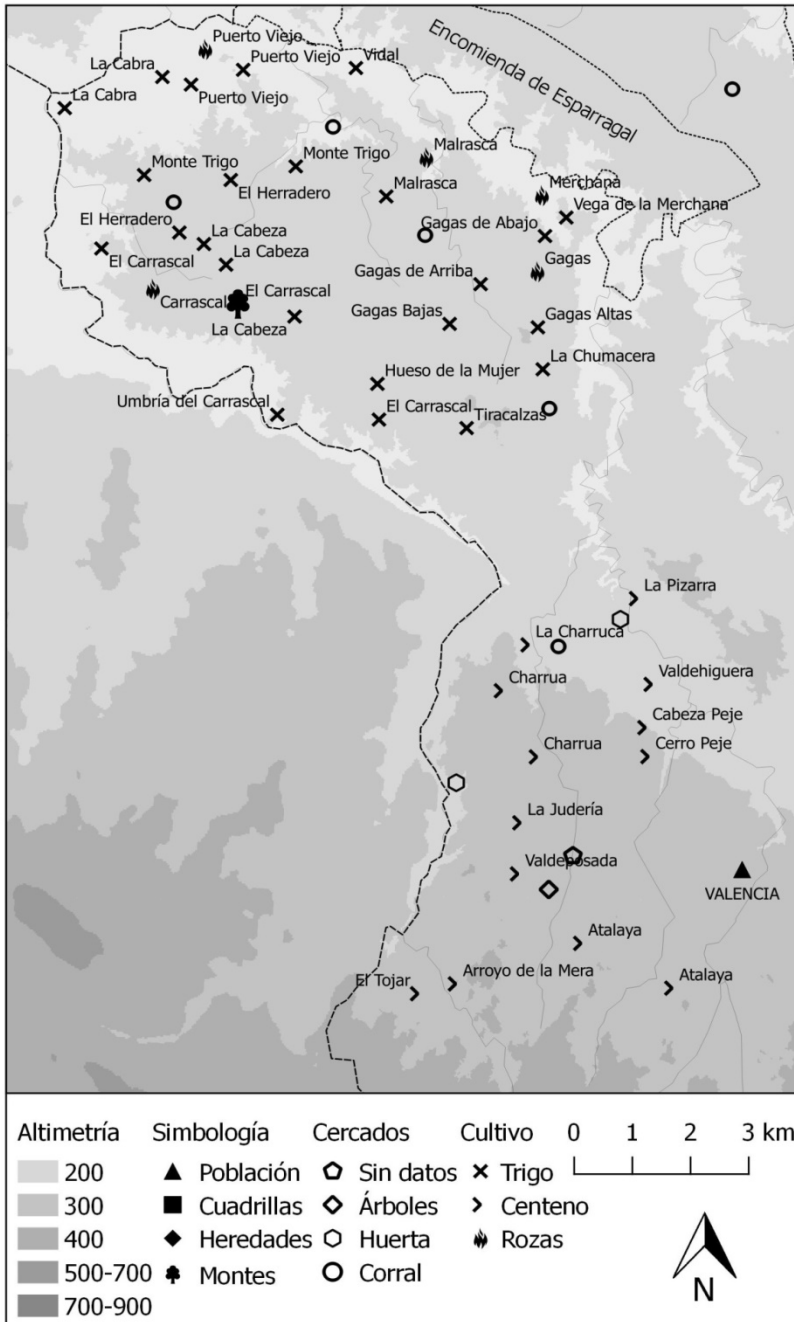 Puerto Viejo
La Cabra
Puerto Viejo
Vidal
La Cabra
Puerto Viejo
Encomienda de Esparragal
Monte Trigo
Monte Trigo
Malrasca
El Herradero
Malrasca
Merchana
Vega de la Merchana
El Herradero
La Cabeza
Gagas de Abajo
El Carrascal
La Cabeza
Gagas de Arriba
Gagas
Carrascal
El Carrascal
La Cabeza
Gagas Bajas
Gagas Altas
La Chumacera
Hueso de la Mujer
Umbría del Carrascal
El Carrascal
Tiracalzas
La Pizarra
La Charruca
Charrua
Valdehiguera
Cabeza Peje
Charrua
Cerro Peje
La Judería
Valdeposada
VALENCIA
Atalaya
El Tojar
Arroyo de la Mera
Atalaya
Altimetría Simbología Cercados Cultivo 0 1 2 3 km
200 Población Sin datos Trigo
300 Cuadrillas Árboles Centeno
400 Heredades Huerta Rozas
500-700 Montes Corral
700-900
N